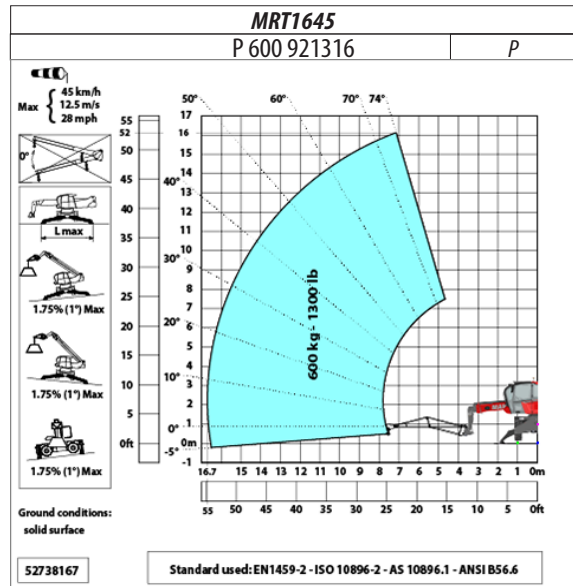 MRT1645
P 600 921316 P
Max { 45 km/h
12.5 m/s
28 mph
0°
L max
1.75% (1°) Max
1.75% (1°) Max
1.75% (1°) Max
Ground conditions:
solid surface
55
52
50
45
40
35
30
25
20
15
10
5
0ft
17
16
15
14
13
12
11
10
9
8
7
6
5
4
3
2
1
0m
-1
50° 60° 70° 74°
40°
30°
20°
10°
0°
-5°
600 kg - 1300 lb
16.7 15 14 13 12 11 10 9 8 7 6 5 4 3 2 1 0m
55 50 45 40 35 30 25 20 15 10 5 0ft
52738167
Standard used: EN1459-2 - ISO 10896-2 - AS 10896.1 - ANSI B56.6